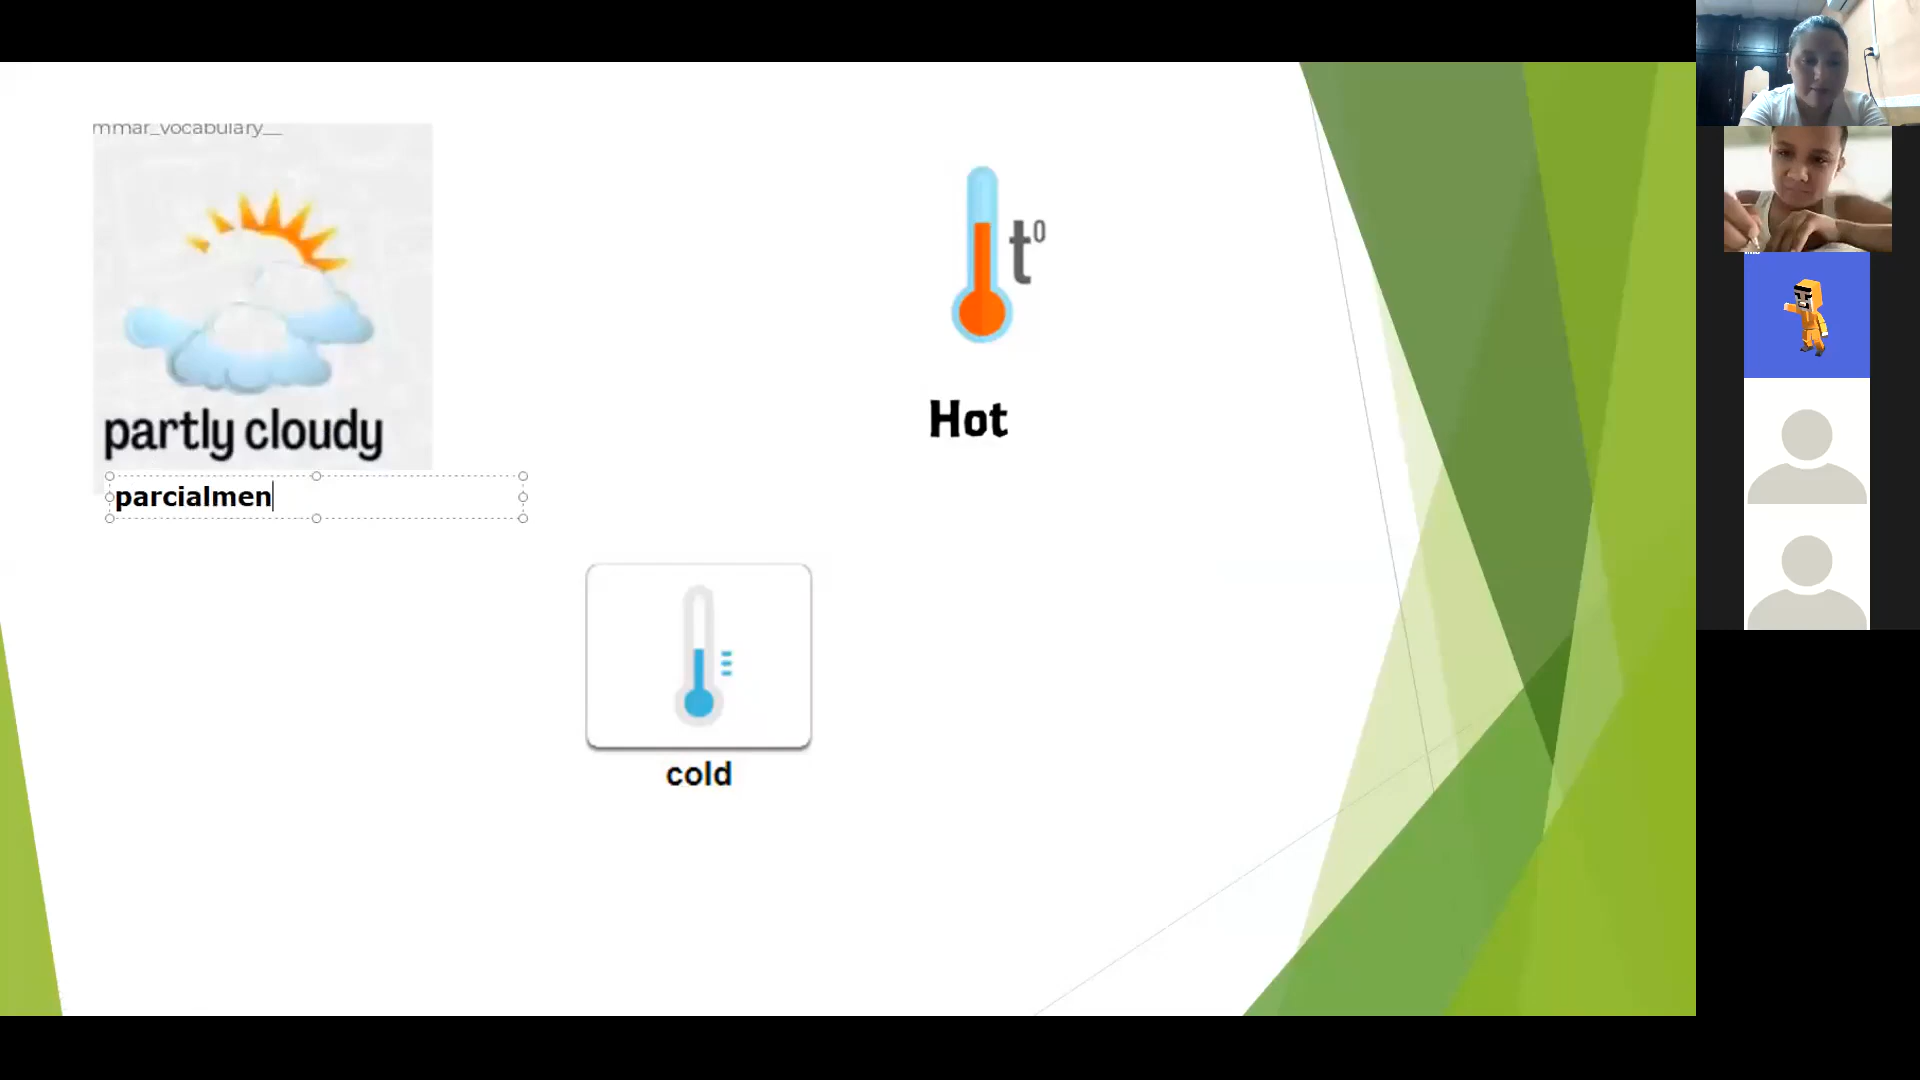 mmar_vocabulary__
partly cloudy
parcialmen
t⁰
Hot
cold